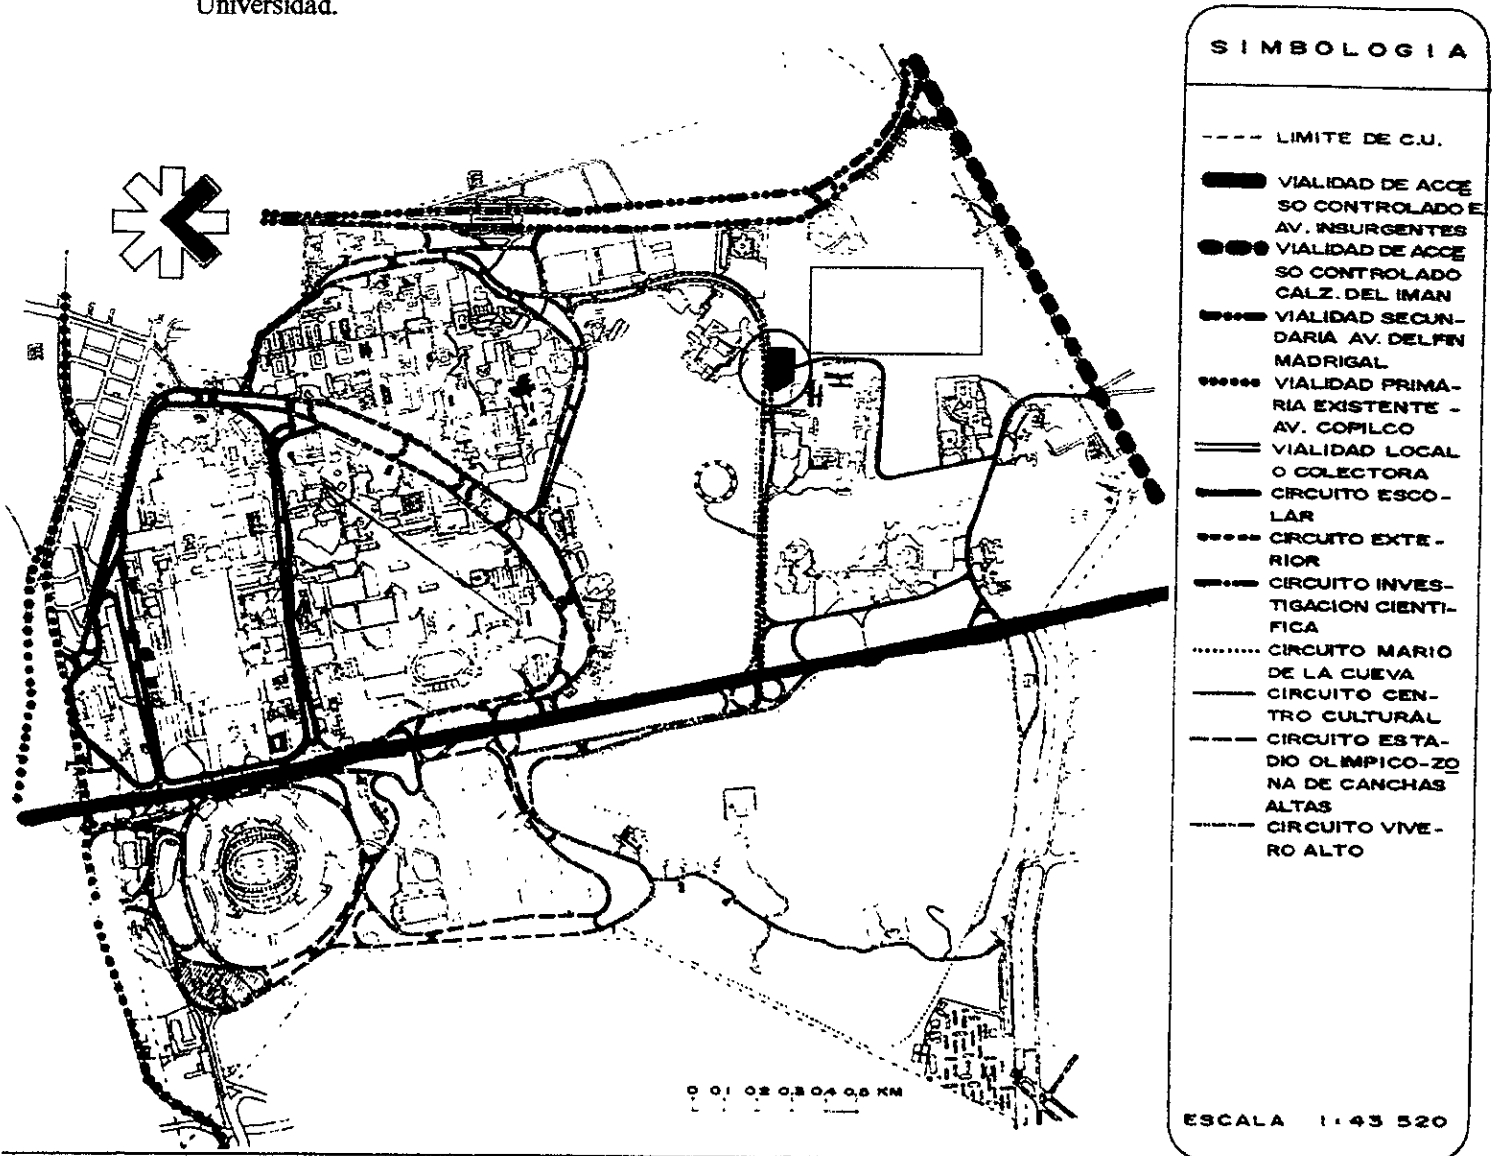 Universidad.
SIMBOLOGIA
LIMITE DE C.U.
VIALIDAD DE ACCE
SO CONTROLADO E
AV. INSURGENTES
VIALIDAD DE ACCE
SO CONTROLADO
CALZ. DEL IMAN
VIALIDAD SECUN-
DARIA AV. DELFIN
MADRIGAL
VIALIDAD PRIMA-
RIA EXISTENTE -
AV. COPILCO
VIALIDAD LOCAL
O COLECTORA
CIRCUITO ESCO-
LAR
CIRCUITO EXTE-
RIOR
CIRCUITO INVES-
TIGACION CIENTI-
FICA
CIRCUITO MARIO
DE LA CUEVA
CIRCUITO CEN-
TRO CULTURAL
CIRCUITO ESTA-
DIO OLIMPICO-ZO
NA DE CANCHAS
ALTAS
CIRCUITO VIVE-
RO ALTO
0 0.1 0.2 0.3 0.4 0.5 KM
ESCALA 1:43 520